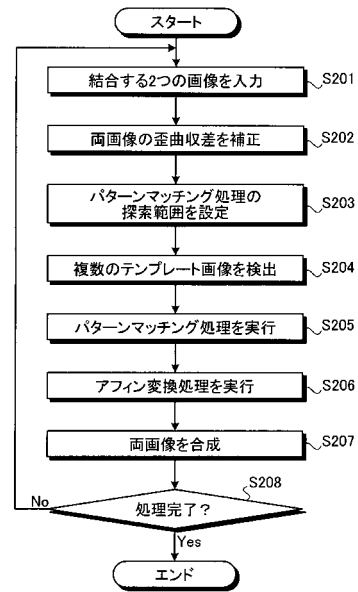 スタート
結合する2つの画像を入力
S201
両画像の歪曲収差を補正
S202
パターンマッチング処理の
探索範囲を設定
S203
複数のテンプレート画像を検出
S204
パターンマッチング処理を実行
S205
アフィン変換処理を実行
S206
両画像を合成
S207
S208
No
処理完了?
Yes
エンド